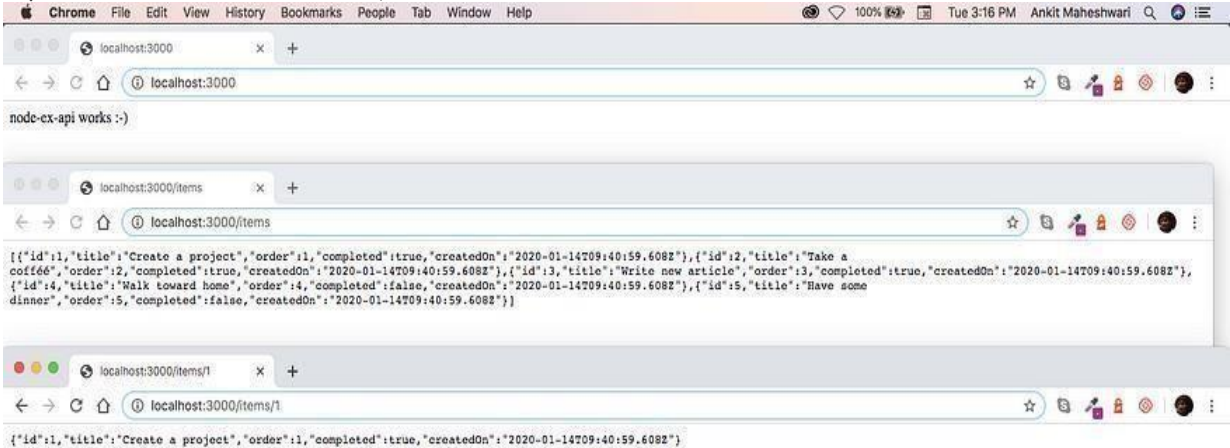 Chrome File Edit View History Bookmarks People Tab Window Help 100% Tue 3:16 PM Ankit Maheshwari
localhost:3000
localhost:3000
node-ex-api works :-)
localhost:3000/items
localhost:3000/items
[{"id":1,"title":"Create a project","order":1,"completed":true,"createdOn":"2020-01-14T09:40:59.608Z"},{"id":2,"title":"Take a
cofféé","order":2,"completed":true,"createdOn":"2020-01-14T09:40:59.608Z"},{"id":3,"title":"Write new article","order":3,"completed":true,"createdOn":"2020-01-14T09:40:59.608Z"},
{"id":4,"title":"Walk toward home","order":4,"completed":false,"createdOn":"2020-01-14T09:40:59.608Z"},{"id":5,"title":"Have some
dinner","order":5,"completed":false,"createdOn":"2020-01-14T09:40:59.608Z"}]
localhost:3000/items/1
localhost:3000/items/1
{"id":1,"title":"Create a project","order":1,"completed":true,"createdOn":"2020-01-14T09:40:59.608Z"}